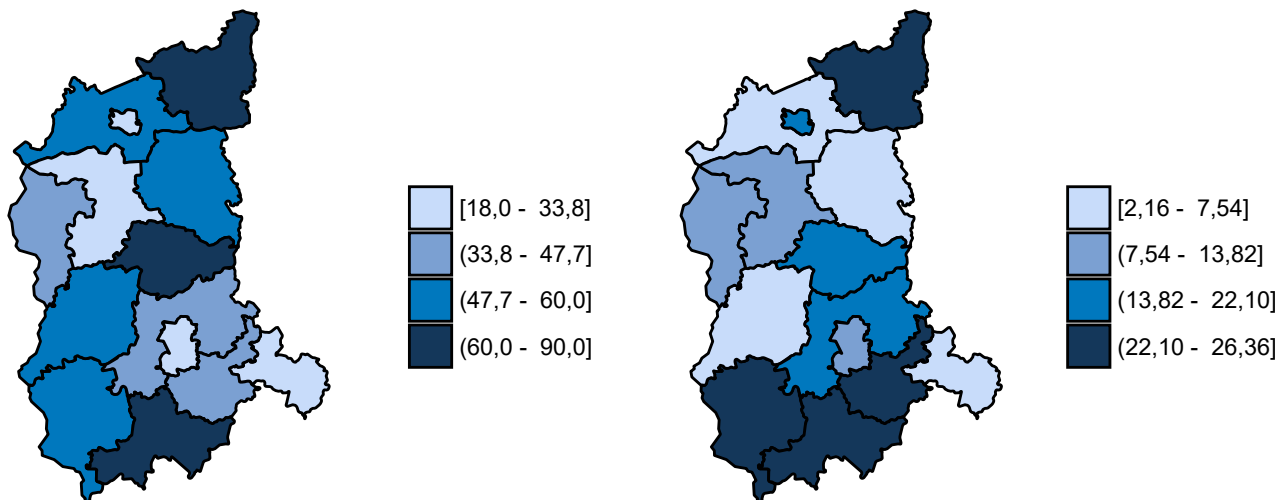 [18,0 - 33,8]
(33,8 - 47,7]
(47,7 - 60,0]
(60,0 - 90,0]
[2,16 - 7,54]
(7,54 - 13,82]
(13,82 - 22,10]
(22,10 - 26,36]